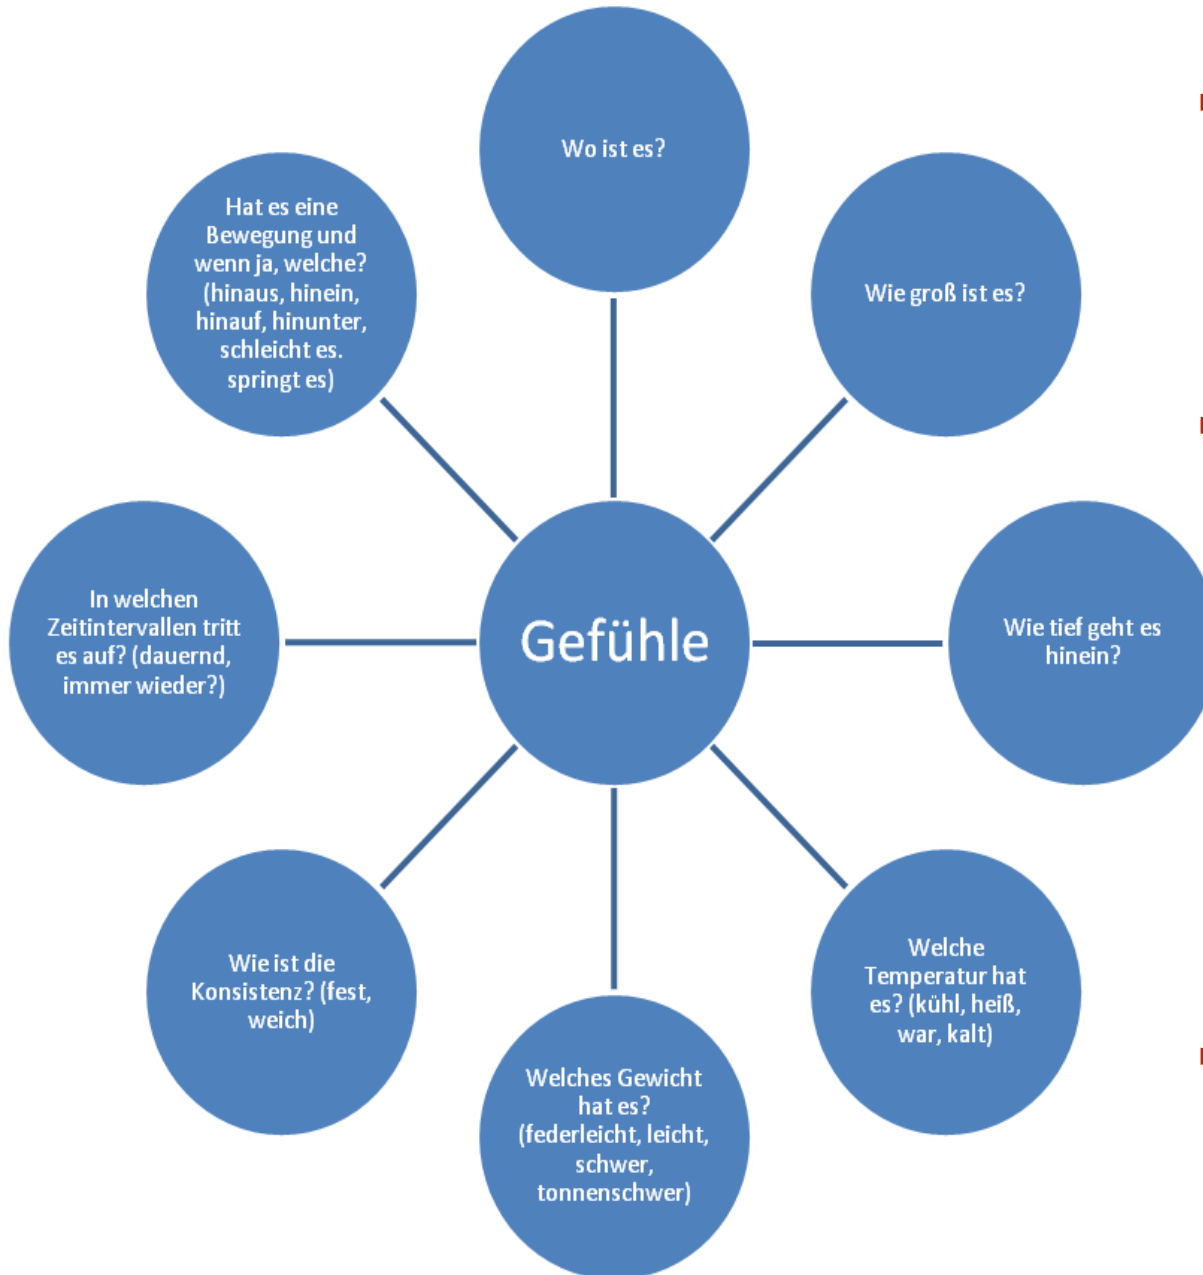 Wo ist es?
Wie groß ist es?
Wie tief geht es
hinein?
Welche
Temperatur hat
es? (kühl, heiß,
war, kalt)
Welches Gewicht
hat es?
(federleicht, leicht,
schwer,
tonnenschwer)
Wie ist die
Konsistenz? (fest,
weich)
In welchen
Zeitintervallen tritt
es auf? (dauernd,
immer wieder?)
Hat es eine
Bewegung und
wenn ja, welche?
(hinaus, hinein,
hinauf, hinunter,
schleicht es.
springt es)
Gefühle